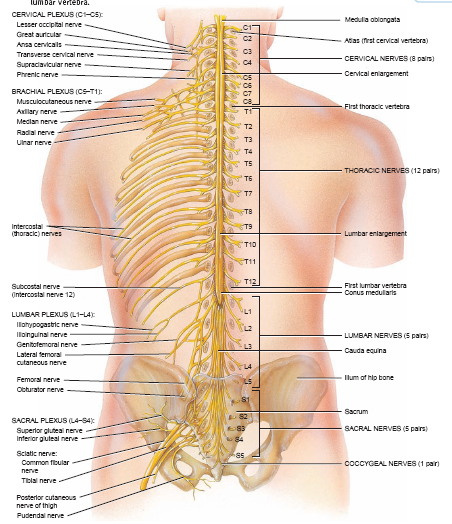 lumbar vertebra.
CERVICAL PLEXUS (C1–C5):
Lesser occipital nerve
Great auricular
Ansa cervicalis
Transverse cervical nerve
Supraclavicular nerve
Phrenic nerve
BRACHIAL PLEXUS (C5–T1):
Musculocutaneous nerve
Axillary nerve
Median nerve
Radial nerve
Ulnar nerve
Intercostal
(thoracic) nerves
Subcostal nerve
(intercostal nerve 12)
LUMBAR PLEXUS (L1–L4):
Iliohypogastric nerve
Ilioinguinal nerve
Genitofemoral nerve
Lateral femoral
cutaneous nerve
Femoral nerve
Obturator nerve
SACRAL PLEXUS (L4–S4):
Superior gluteal nerve
Inferior gluteal nerve
Sciatic nerve:
Common fibular
nerve
Tibial nerve
Posterior cutaneous
nerve of thigh
Pudendal nerve
C1
C2
C3
C4
C5
C6
C7
C8
T1
T2
T3
T4
T5
T6
T7
T8
T9
T10
T11
T12
L1
L2
L3
L4
L5
S1
S2
S3
S4
S5
Medulla oblongata
Atlas (first cervical vertebra)
CERVICAL NERVES (8 pairs)
Cervical enlargement
First thoracic vertebra
THORACIC NERVES (12 pairs)
Lumbar enlargement
First lumbar vertebra
Conus medullaris
LUMBAR NERVES (5 pairs)
Cauda equina
Ilium of hip bone
Sacrum
SACRAL NERVES (5 pairs)
COCCYGEAL NERVES (1 pair)